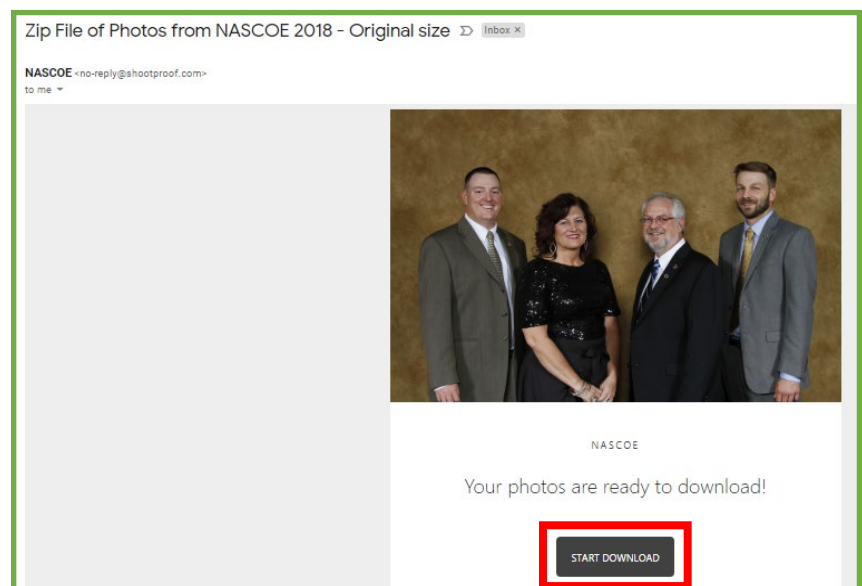 Zip File of Photos from NASCOE 2018 - Original size Inbox ×
NASCOE <no-reply@shootproof.com>
to me
NASCOE
Your photos are ready to download!
START DOWNLOAD